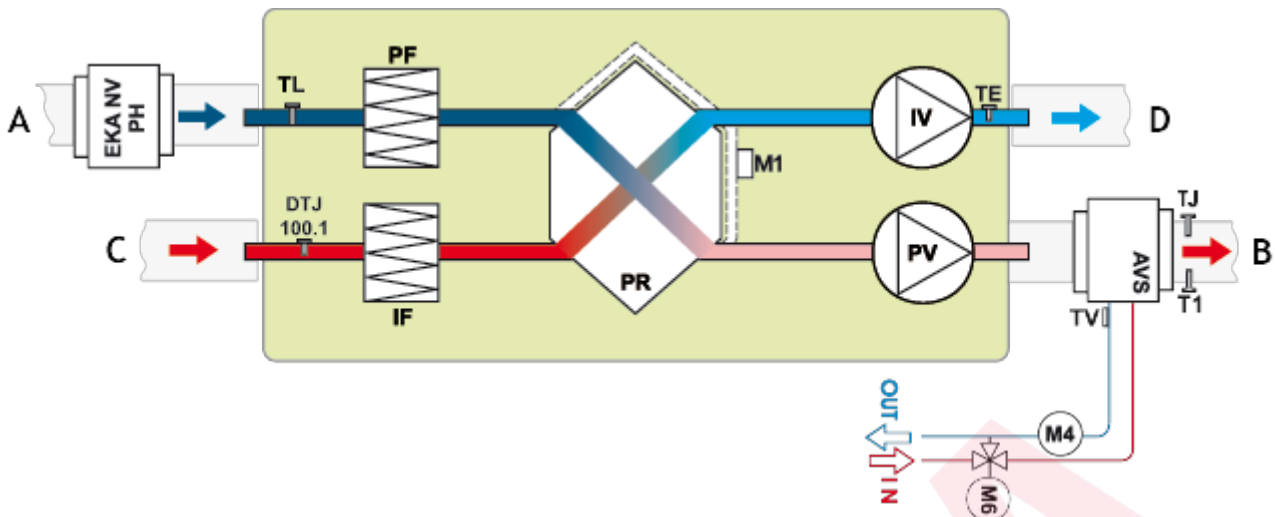 A
EKA NV
PH
TL
PF
IV
TE
D
M1
C
DTJ
100.1
IF
PR
PV
TJ
AVS
B
T1
TV
OUT
M4
IN
M6